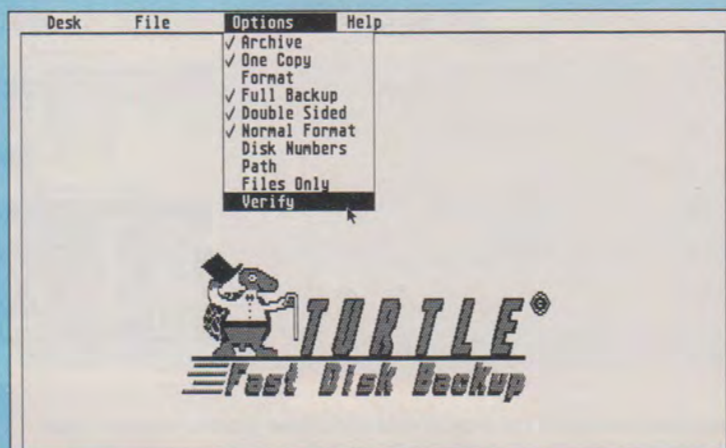 Desk File Options Help
✓ Archive
✓ One Copy
Format
✓ Full Backup
✓ Double Sided
✓ Normal Format
Disk Numbers
Path
Files Only
Verify
TURTLE
Fast Disk Backup